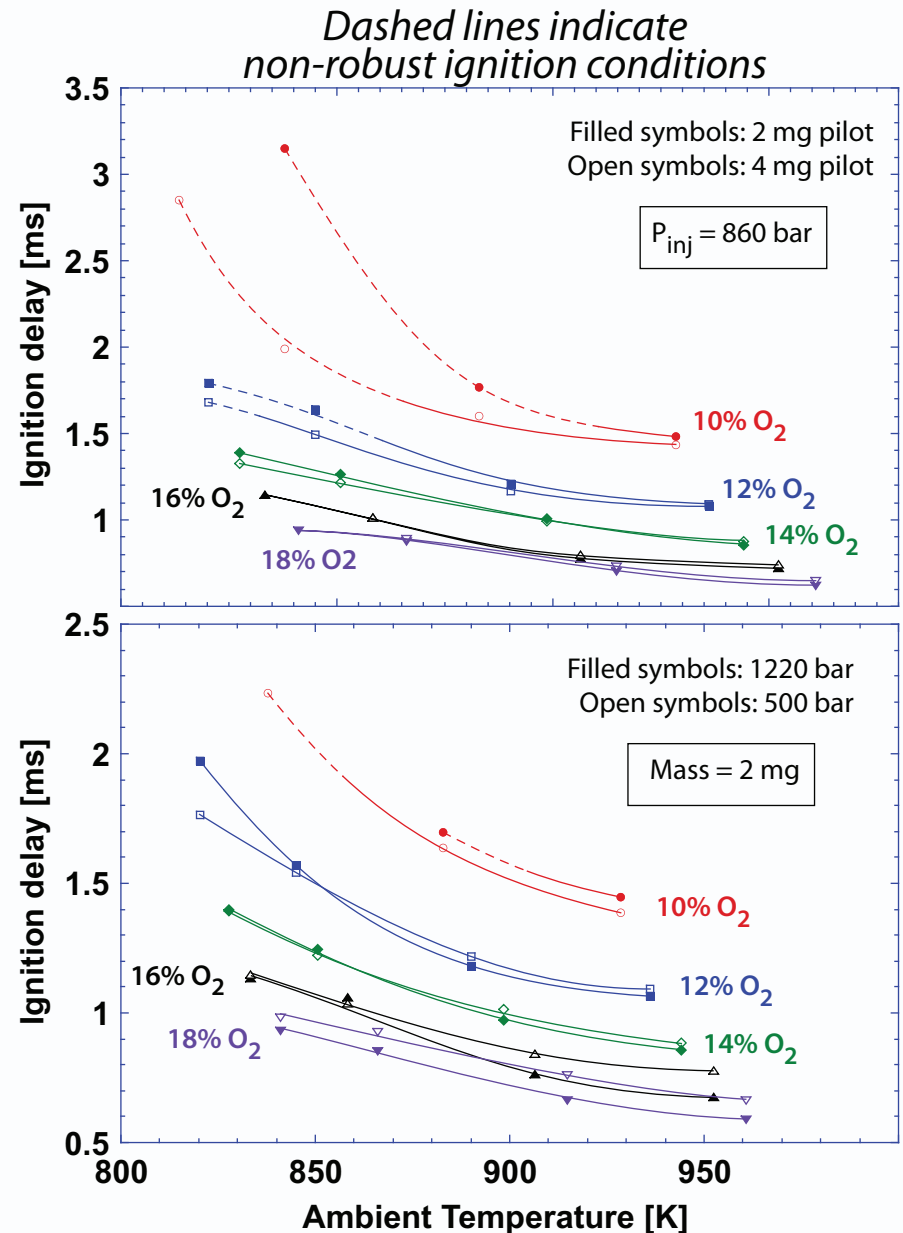 Dashed lines indicate
non-robust ignition conditions
3.5
3
2.5
2
1.5
1
Ignition delay [ms]
Filled symbols: 2 mg pilot
Open symbols: 4 mg pilot
P_inj = 860 bar
10% O₂
12% O₂
16% O₂
14% O₂
18% O2
2.5
2
1.5
1
0.5
Ignition delay [ms]
Filled symbols: 1220 bar
Open symbols: 500 bar
Mass = 2 mg
10% O₂
16% O₂
12% O₂
18% O₂
14% O₂
800 850 900 950
Ambient Temperature [K]